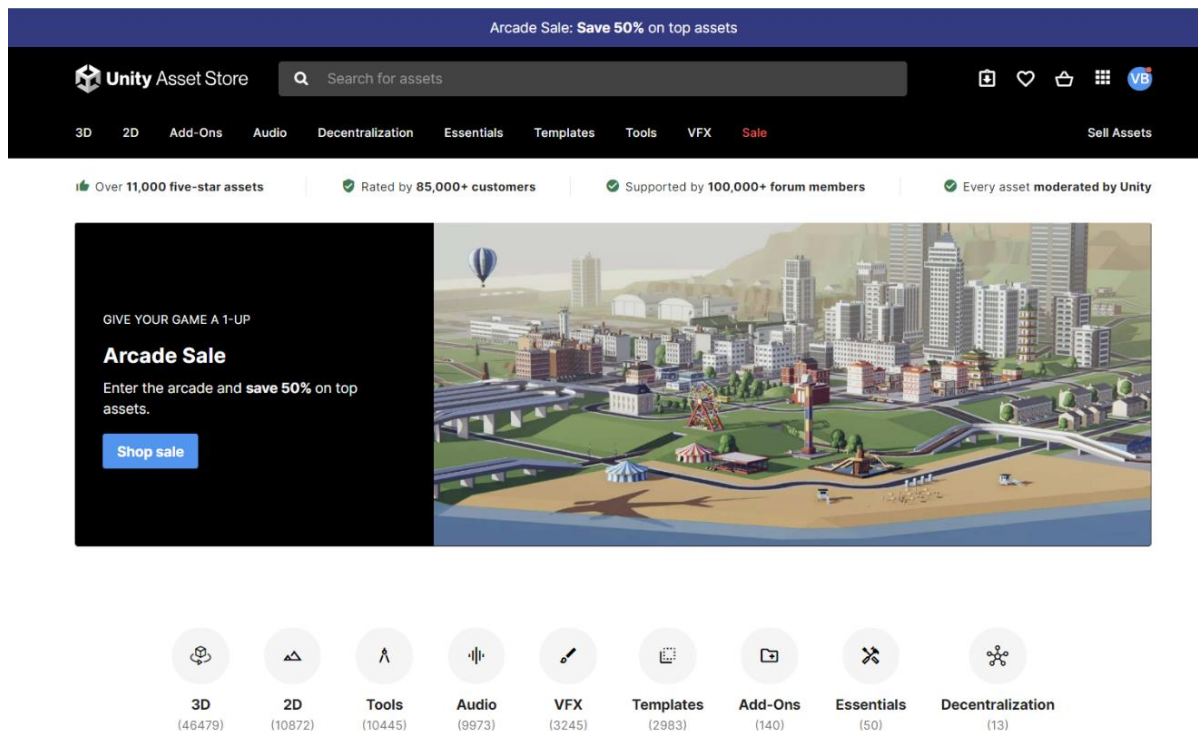 Arcade Sale: Save 50% on top assets
Unity Asset Store
Search for assets
VB
3D 2D Add-Ons Audio Decentralization Essentials Templates Tools VFX Sale Sell Assets
Over 11,000 five-star assets Rated by 85,000+ customers Supported by 100,000+ forum members Every asset moderated by Unity
GIVE YOUR GAME A 1-UP
Arcade Sale
Enter the arcade and save 50% on top
assets.
Shop sale
3D 2D Tools Audio VFX Templates Add-Ons Essentials Decentralization
(46479) (10872) (10445) (9973) (3245) (2983) (140) (50) (13)